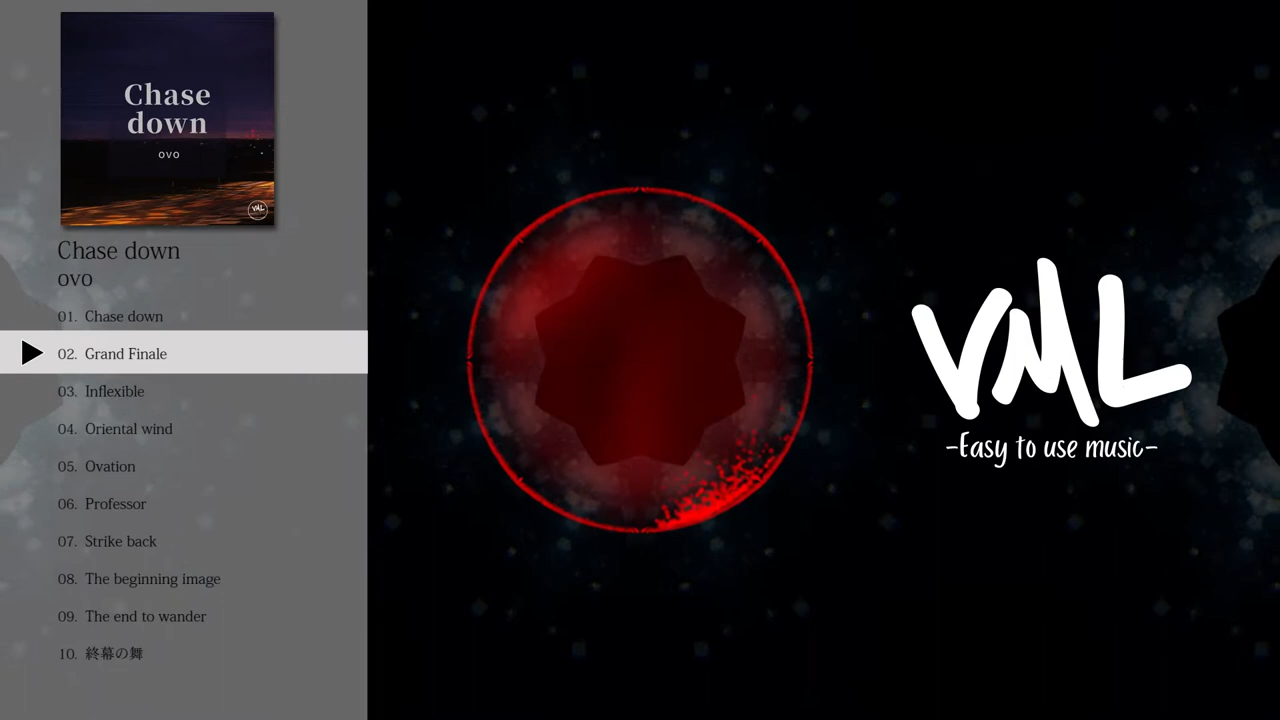 Chase
down
ovo
VML
Chase down
ovo
01. Chase down
02. Grand Finale
03. Inflexible
04. Oriental wind
05. Ovation
06. Professor
07. Strike back
08. The beginning image
09. The end to wander
10. 終幕の舞
VML
-Easy to use music-